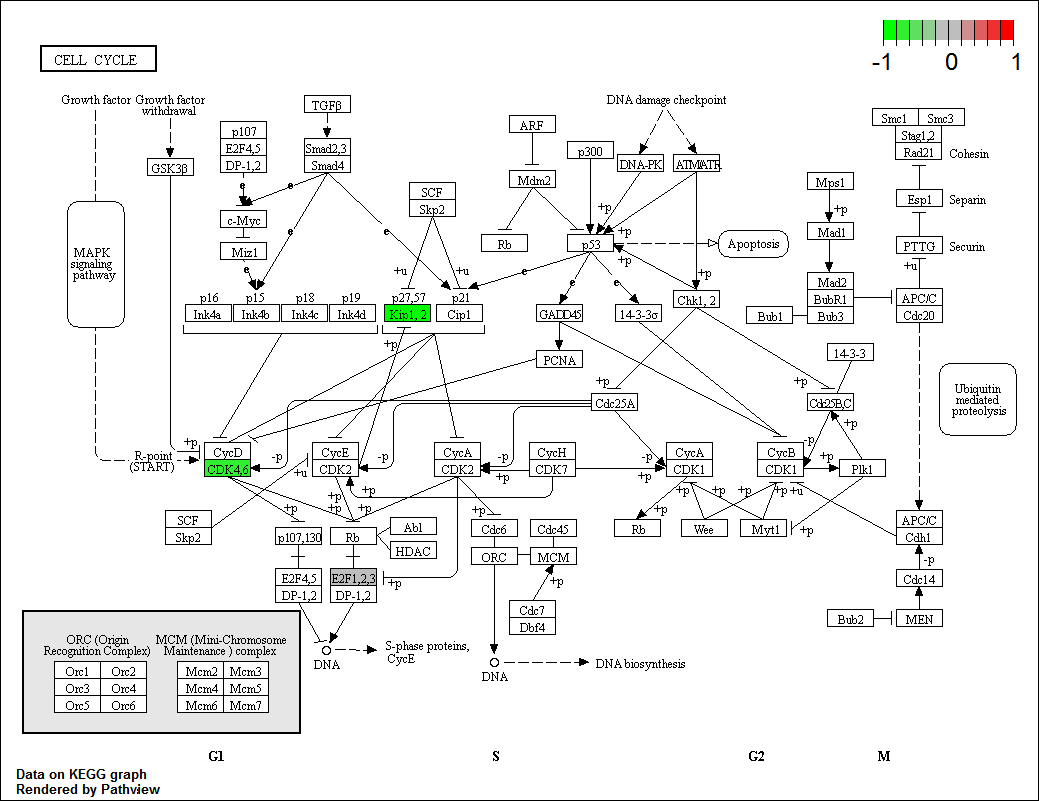 CELL CYCLE
-1
0
1
Growth factor
Growth factor
withdrawal
TGFβ
DNA damage checkpoint
ARF
p300
DNA-PK
ATM/ATR
Smc1
Smc3
Stag1,2
Rad21
Cohesin
p107
E2F4,5
DP-1,2
Smad2,3
Smad4
GSK3β
Mdm2
SCF
Skp2
Mps1
Esp1
Separin
e
e
+p
+p
c-Myc
Miz1
e
e
Rb
p53
+p
+p
Apoptosis
Mad1
PTTG
Securin
MAPK
signaling
pathway
+u
+u
e
+p
+u
Mad2
BubR1
Bub3
Bub1
APC/C
Cdc20
p16
Ink4a
p15
Ink4b
p18
Ink4c
p19
Ink4d
p27,57
Kip1, 2
p21
Cip1
e
e
GADD45
14-3-3σ
Chk1, 2
+p
PCNA
14-3-3
+p
+p
Cdc25A
Cdc25B,C
Ubiquitin
mediated
proteolysis
R-point
(START)
+p
CycD
CDK4,6
-p
+u
CycE
CDK2
-p
CycA
CDK2
-p
+p
CycH
CDK7
-p
+p
CycA
CDK1
CycB
CDK1
-p
+p
+p
Plk1
+p
+p
+p
+p
+p
+p
+p
+p
+p
+u
SCF
Skp2
p107,130
Rb
Abl
HDAC
Cdc6
ORC
Cdc45
MCM
Rb
Wee
Myt1
+p
APC/C
Cdh1
-p
E2F4,5
DP-1,2
E2F1,2,3
DP-1,2
+p
+p
Cdc7
Dbf4
Cdc14
Bub2
MEN
DNA
S-phase proteins,
CycE
DNA
DNA biosynthesis
ORC (Origin
Recognition Complex)
MCM (Mini-Chromosome
Maintenance ) complex
Orc1
Orc2
Mcm2
Mcm3
Orc3
Orc4
Mcm4
Mcm5
Orc5
Orc6
Mcm6
Mcm7
G1
S
G2
M
Data on KEGG graph
Rendered by Pathview